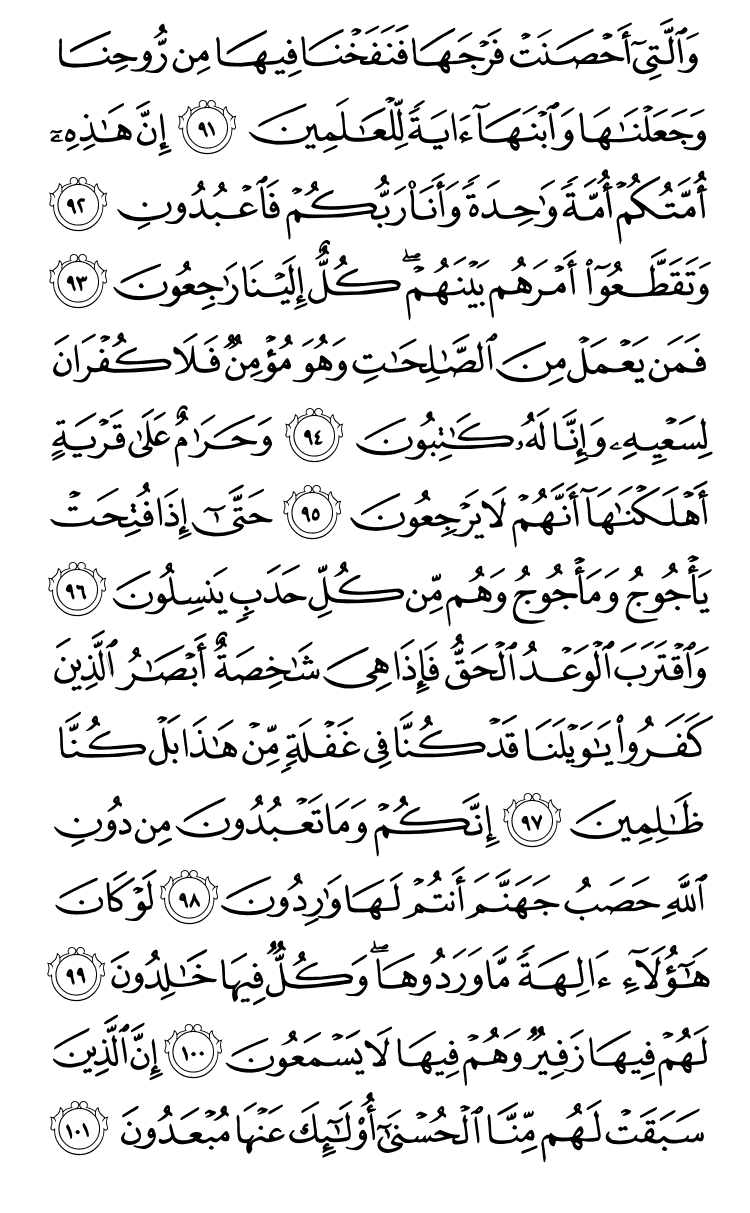 وَٱلَّتِىٓ أَحْصَنَتْ فَرْجَهَا فَنَفَخْنَا فِيهَا مِن رُّوحِنَا
وَجَعَلْنَٰهَا وَٱبْنَهَآ ءَايَةً لِّلْعَٰلَمِينَ ٩١ إِنَّ هَٰذِهِۦٓ
أُمَّتُكُمْ أُمَّةً وَٰحِدَةً وَأَنَا۠ رَبُّكُمْ فَٱعْبُدُونِ ٩٢
وَتَقَطَّعُوٓا۟ أَمْرَهُم بَيْنَهُمْ ۖ كُلٌّ إِلَيْنَا رَٰجِعُونَ ٩٣
فَمَن يَعْمَلْ مِنَ ٱلصَّٰلِحَٰتِ وَهُوَ مُؤْمِنٌ فَلَا كُفْرَانَ
لِسَعْيِهِۦ وَإِنَّا لَهُۥ كَٰتِبُونَ ٩٤ وَحَرَٰمٌ عَلَىٰ قَرْيَةٍ
أَهْلَكْنَٰهَآ أَنَّهُمْ لَا يَرْجِعُونَ ٩٥ حَتَّىٰٓ إِذَا فُتِحَتْ
يَأْجُوجُ وَمَأْجُوجُ وَهُم مِّن كُلِّ حَدَبٍ يَنسِلُونَ ٩٦
وَٱقْتَرَبَ ٱلْوَعْدُ ٱلْحَقُّ فَإِذَا هِىَ شَٰخِصَةٌ أَبْصَٰرُ ٱلَّذِينَ
كَفَرُوا۟ يَٰوَيْلَنَا قَدْ كُنَّا فِى غَفْلَةٍ مِّنْ هَٰذَا بَلْ كُنَّا
ظَٰلِمِينَ ٩٧ إِنَّكُمْ وَمَا تَعْبُدُونَ مِن دُونِ
ٱللَّهِ حَصَبُ جَهَنَّمَ أَنتُمْ لَهَا وَٰرِدُونَ ٩٨ لَوْ كَانَ
هَٰٓؤُلَآءِ ءَالِهَةً مَّا وَرَدُوهَا ۖ وَكُلٌّ فِيهَا خَٰلِدُونَ ٩٩
لَهُمْ فِيهَا زَفِيرٌ وَهُمْ فِيهَا لَا يَسْمَعُونَ ١٠٠ إِنَّ ٱلَّذِينَ
سَبَقَتْ لَهُم مِّنَّا ٱلْحُسْنَىٰٓ أُو۟لَٰٓئِكَ عَنْهَا مُبْعَدُونَ ١٠١